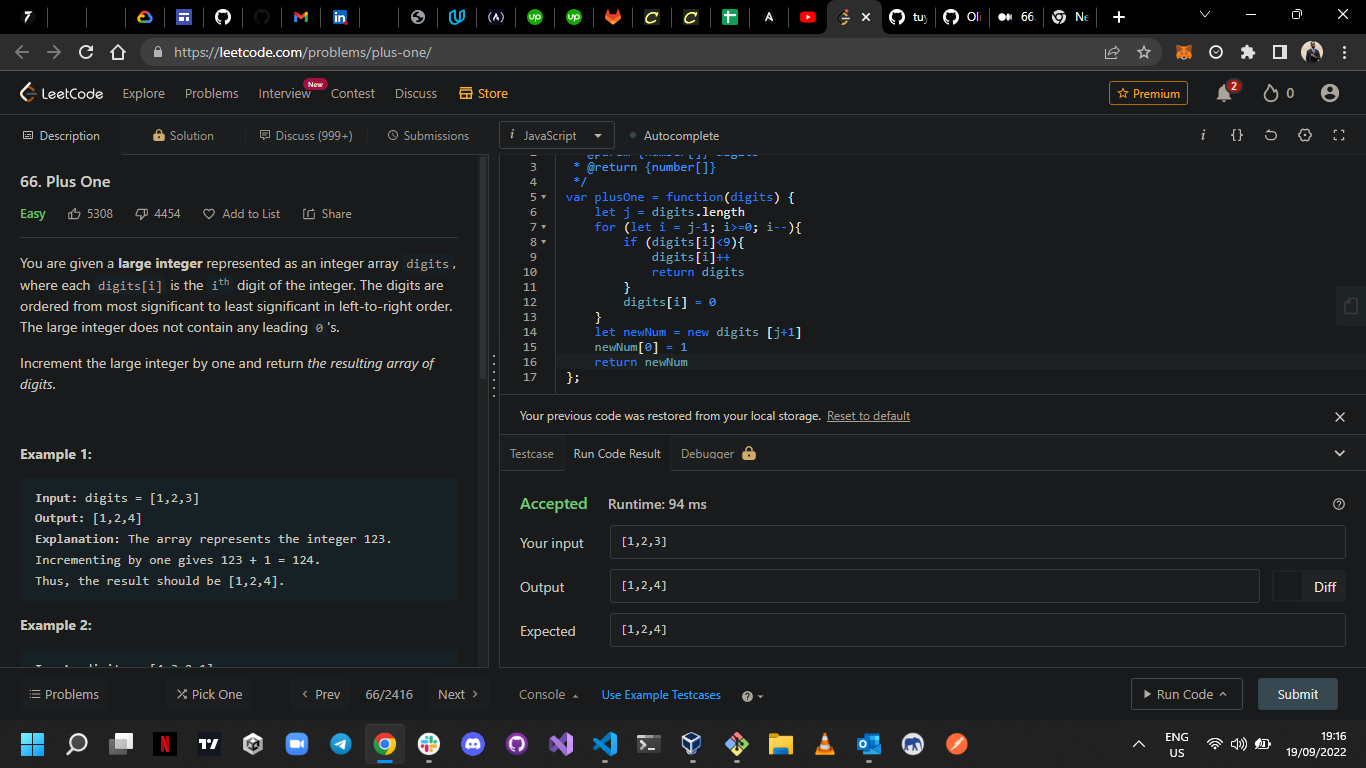 tuy
Oli
66.
Ne
https://leetcode.com/problems/plus-one/
LeetCode
Explore
Problems
Interview
New
Contest
Discuss
Store
Premium
2
0
Description
Solution
Discuss (999+)
Submissions
i JavaScript
Autocomplete
66. Plus One
Easy
5308
4454
Add to List
Share
You are given a large integer represented as an integer array digits,
where each digits[i] is the ith digit of the integer. The digits are
ordered from most significant to least significant in left-to-right order.
The large integer does not contain any leading 0's.
Increment the large integer by one and return the resulting array of
digits.
Example 1:
Input: digits = [1,2,3]
Output: [1,2,4]
Explanation: The array represents the integer 123.
Incrementing by one gives 123 + 1 = 124.
Thus, the result should be [1,2,4].
Example 2:
3 * @return {number[]}
4 */
5 var plusOne = function(digits) {
6 let j = digits.length
7 for (let i = j-1; i>=0; i--){
8 if (digits[i]<9){
9 digits[i]++
10 return digits
11 }
12 digits[i] = 0
13 }
14 let newNum = new digits [j+1]
15 newNum[0] = 1
16 return newNum
17 };
Your previous code was restored from your local storage. Reset to default
Testcase
Run Code Result
Debugger
Accepted
Runtime: 94 ms
Your input
[1,2,3]
Output
[1,2,4]
Diff
Expected
[1,2,4]
Problems
Pick One
Prev
66/2416
Next
Console
Use Example Testcases
Run Code
Submit
ENG
US
19:16
19/09/2022